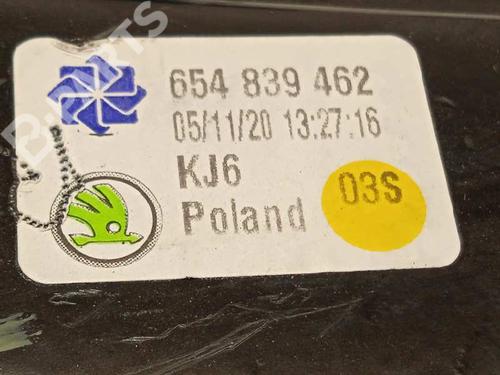 B-PARTS
654 839 462
05/11/20 13:27:16
KJ6
Poland
03S